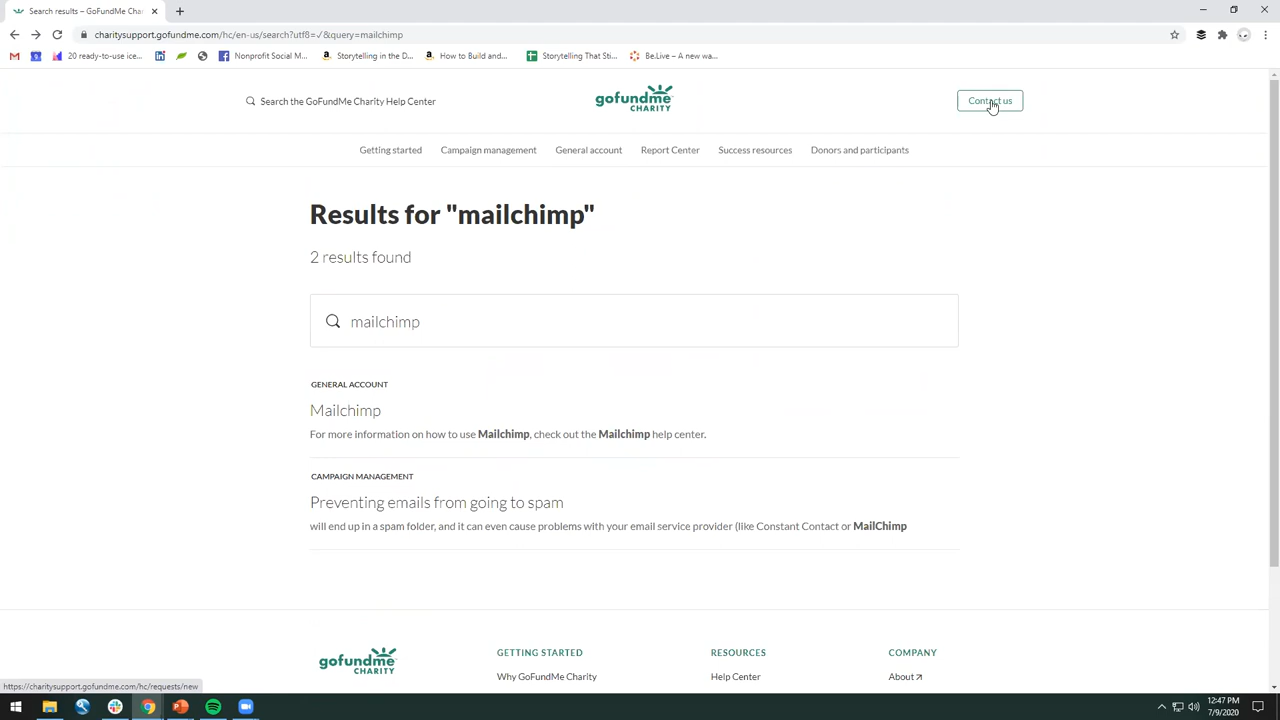 Search results – GoFundMe Cha
charitysupport.gofundme.com/hc/en-us/search?utf8=✓&query=mailchimp
20 ready-to-use ice...
Nonprofit Social M...
Storytelling in the D...
How to Build and...
Storytelling That Sti...
Be.Live – A new wa...
Search the GoFundMe Charity Help Center
gofundme
CHARITY
Contact us
Getting started
Campaign management
General account
Report Center
Success resources
Donors and participants
Results for "mailchimp"
2 results found
mailchimp
GENERAL ACCOUNT
Mailchimp
For more information on how to use Mailchimp, check out the Mailchimp help center.
CAMPAIGN MANAGEMENT
Preventing emails from going to spam
will end up in a spam folder, and it can even cause problems with your email service provider (like Constant Contact or MailChimp
gofundme
CHARITY
GETTING STARTED
Why GoFundMe Charity
RESOURCES
Help Center
COMPANY
About
https://charitysupport.gofundme.com/hc/requests/new
12:47 PM
7/9/2020